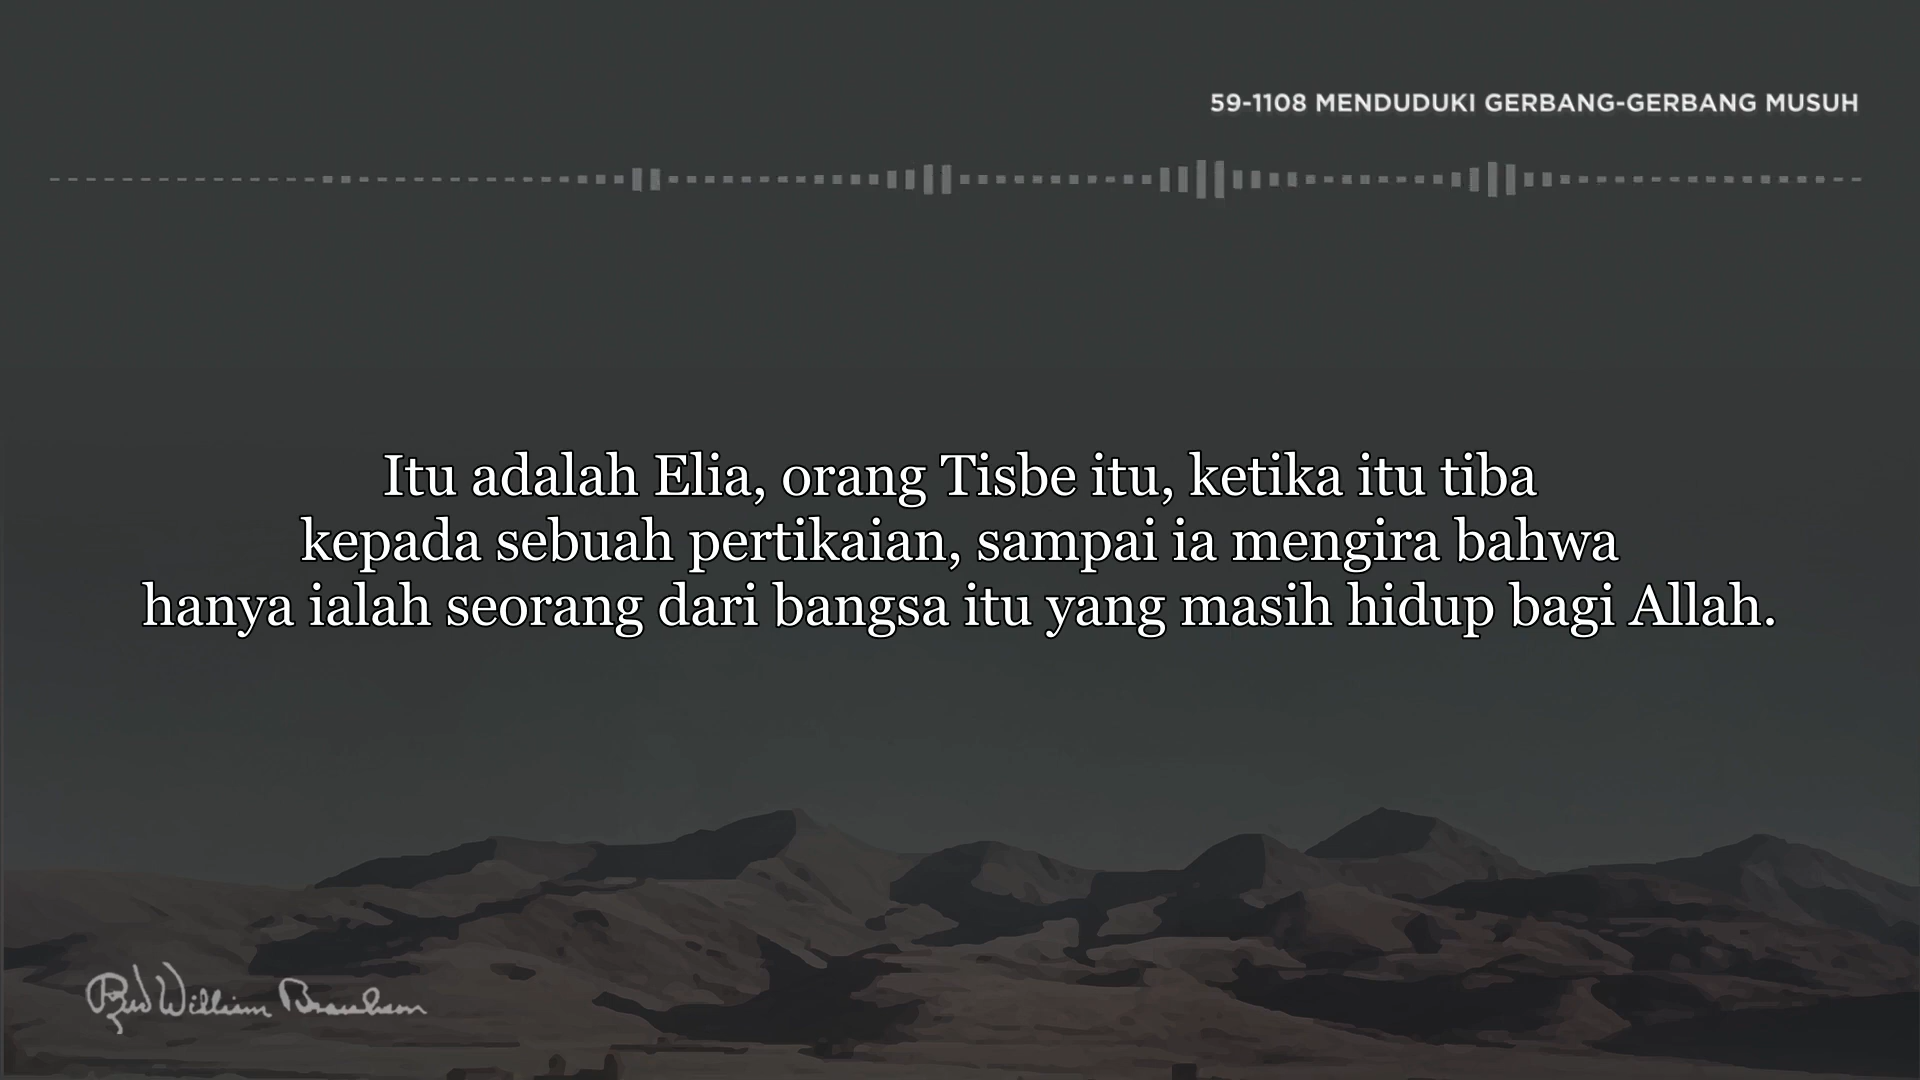 59-1108 MENDUDUKI GERBANG-GERBANG MUSUH
Itu adalah Elia, orang Tisbe itu, ketika itu tiba
kepada sebuah pertikaian, sampai ia mengira bahwa
hanya ialah seorang dari bangsa itu yang masih hidup bagi Allah.
Rev William Branham